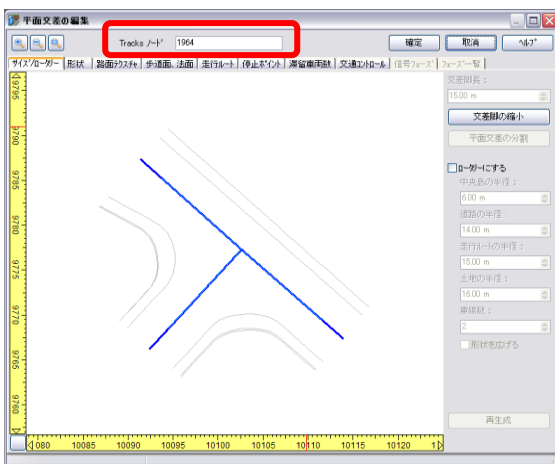 平面交差の編集
Tracks ノード 1964
確定 取消 ヘルプ
サイズ/ロータリー 形状 路面テクスチャ 歩道面、法面 走行ルート 停止ポイント 滞留車両数 交通コントロール 信号フェーズ フェーズ一覧
交差脚長：
15.00 m
交差脚の縮小
平面交差の分割
ロータリーにする
中央島の半径：
6.00 m
道路の半径：
14.00 m
走行ルートの半径：
15.00 m
土地の半径：
16.00 m
車線数：
2
形状を広げる
再生成
9795
9790
9785
9780
9775
9770
9765
9760
080 10085 10090 10095 10100 10105 10110 10115 10120 1